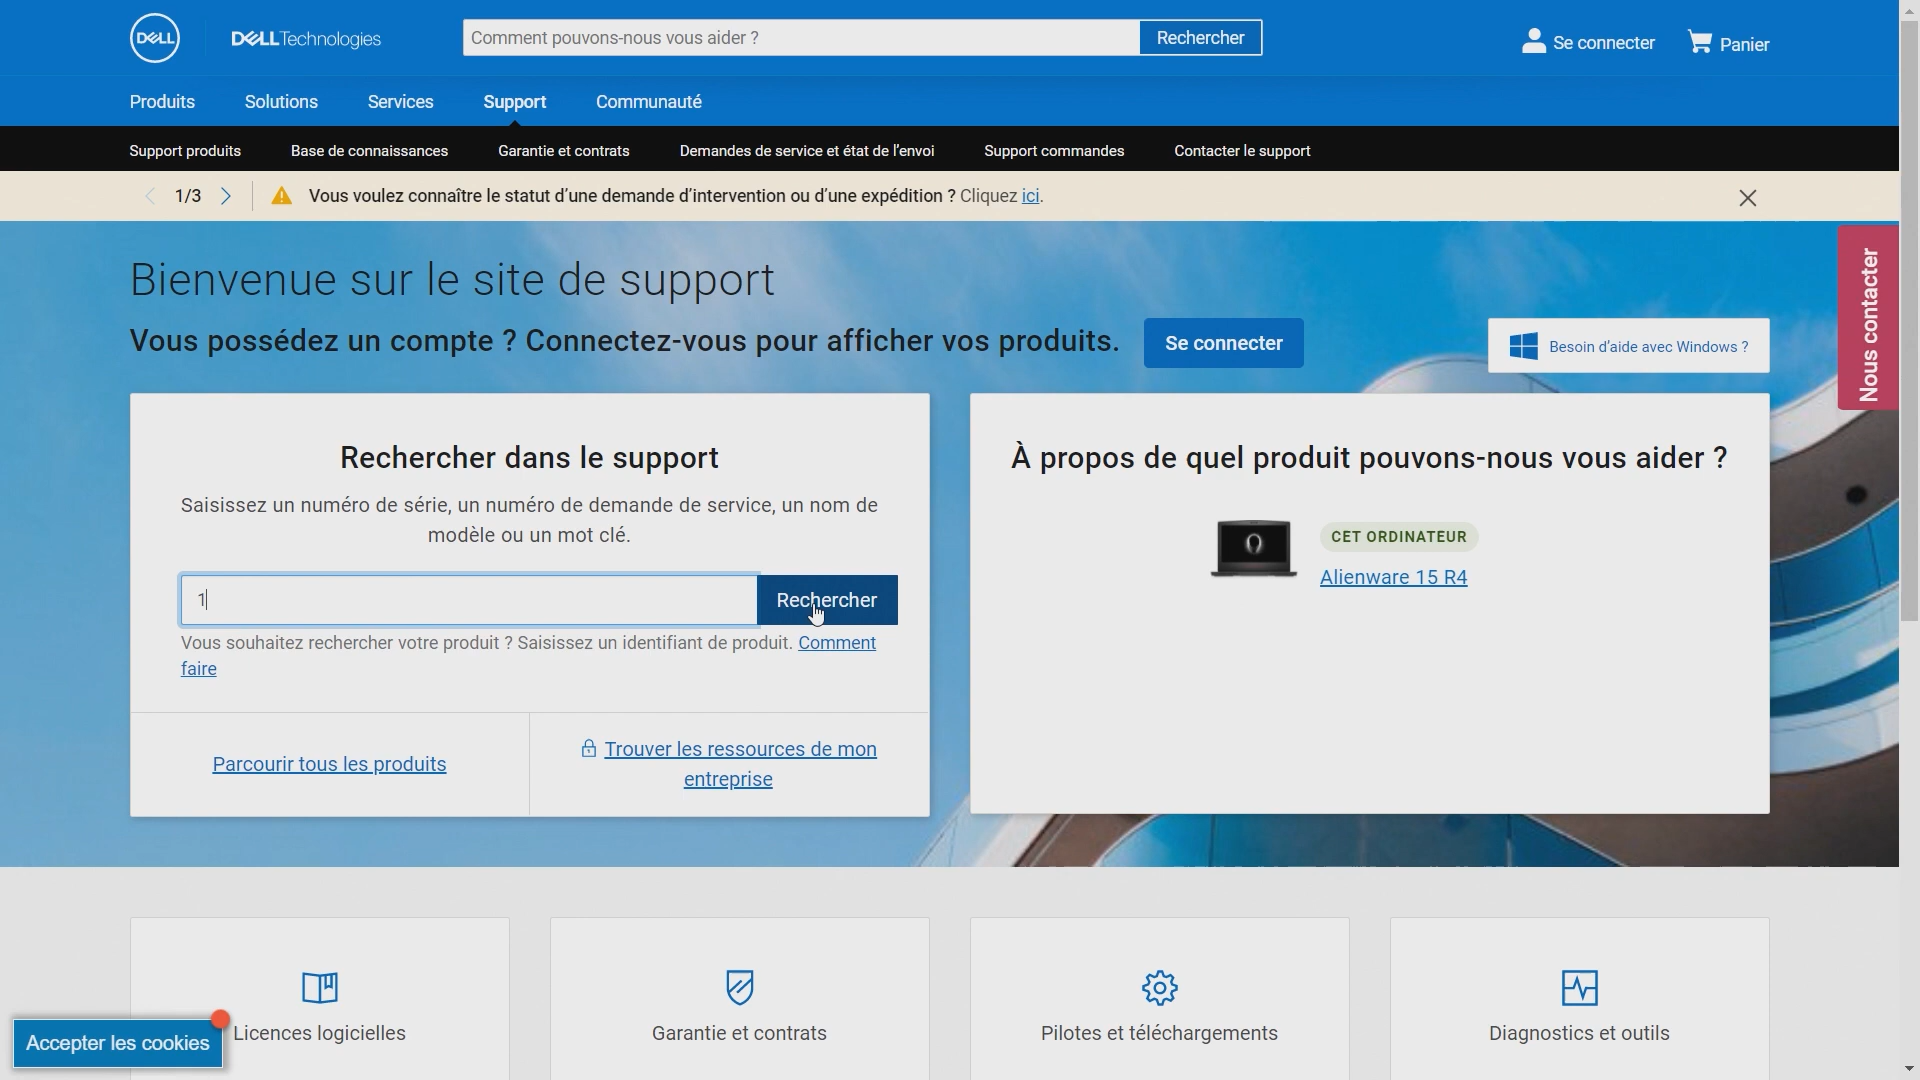 DELL
DELLTechnologies
Comment pouvons-nous vous aider ?
Rechercher
Se connecter
Panier
Produits
Solutions
Services
Support
Communauté
Support produits
Base de connaissances
Garantie et contrats
Demandes de service et état de l’envoi
Support commandes
Contacter le support
1/3
Vous voulez connaître le statut d’une demande d’intervention ou d’une expédition ? Cliquez ici.
Bienvenue sur le site de support
Vous possédez un compte ? Connectez-vous pour afficher vos produits.
Se connecter
Besoin d’aide avec Windows ?
Nous contacter
Rechercher dans le support
Saisissez un numéro de série, un numéro de demande de service, un nom de
modèle ou un mot clé.
1
Rechercher
Vous souhaitez rechercher votre produit ? Saisissez un identifiant de produit. Comment
faire
Parcourir tous les produits
Trouver les ressources de mon
entreprise
À propos de quel produit pouvons-nous vous aider ?
CET ORDINATEUR
Alienware 15 R4
Licences logicielles
Garantie et contrats
Pilotes et téléchargements
Diagnostics et outils
Accepter les cookies